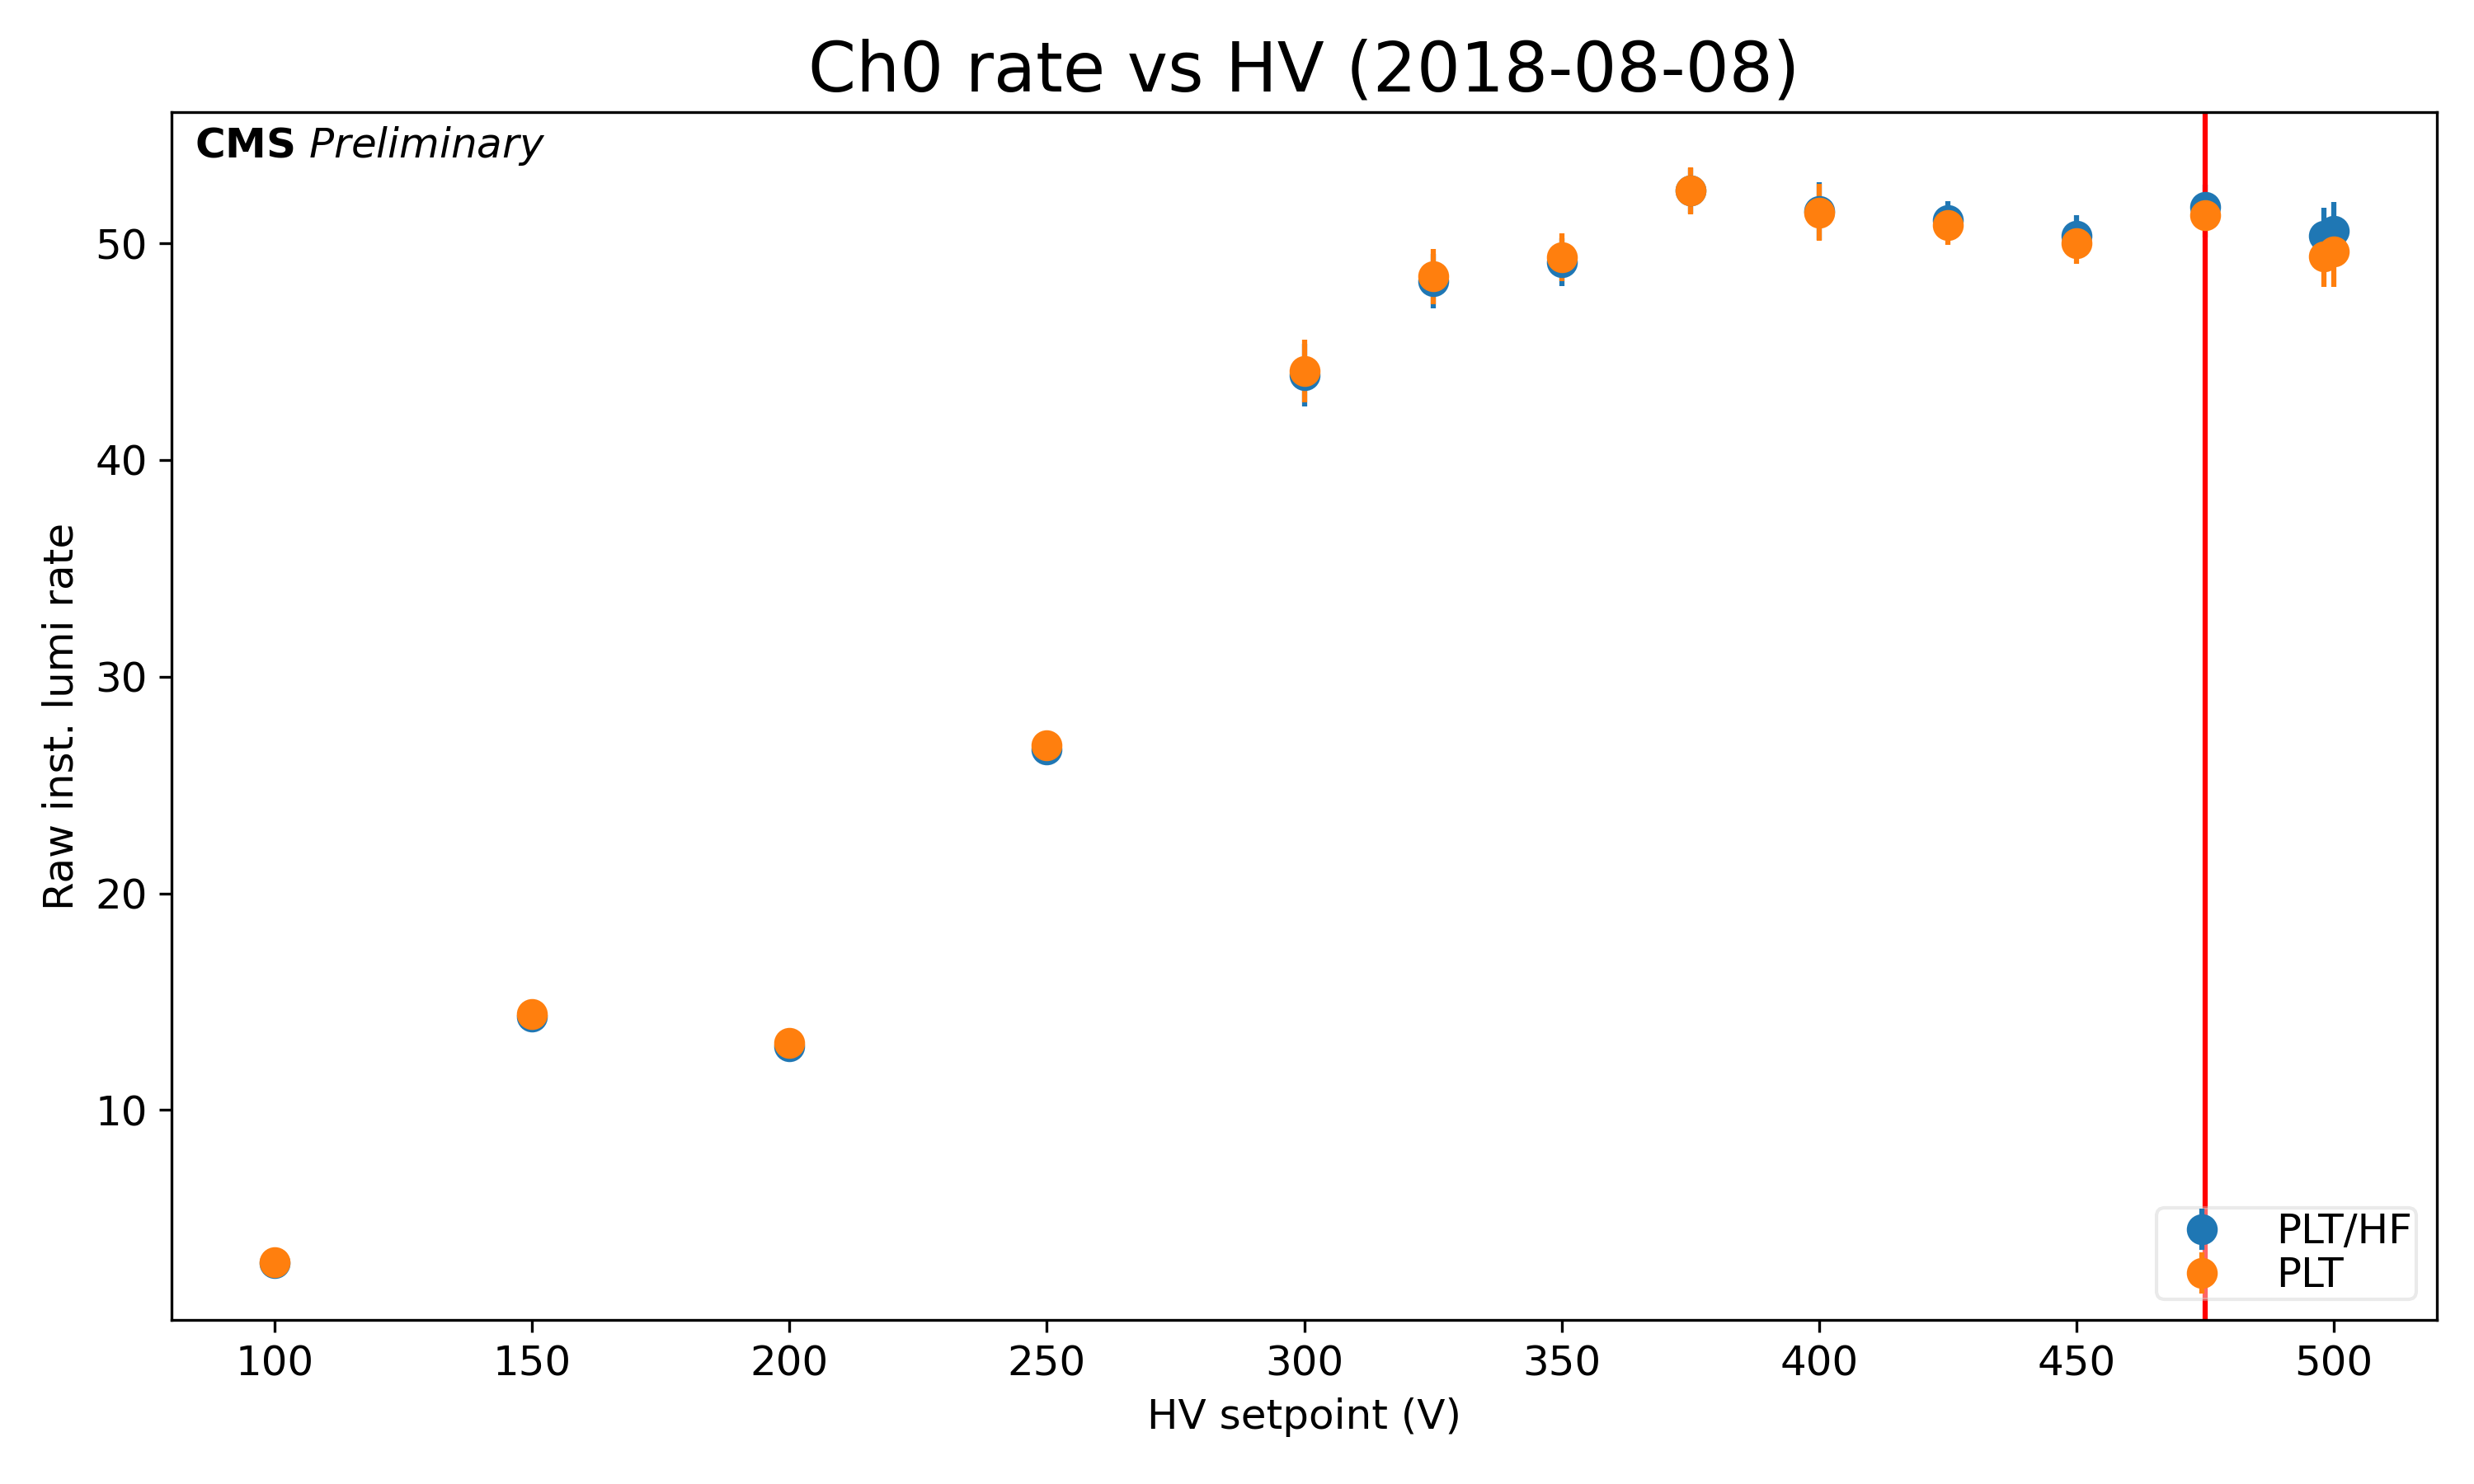 Ch0 rate vs HV (2018-08-08)
CMS Preliminary
Raw inst. lumi rate
50
40
30
20
10
100 150 200 250 300 350 400 450 500
HV setpoint (V)
PLT/HF
PLT